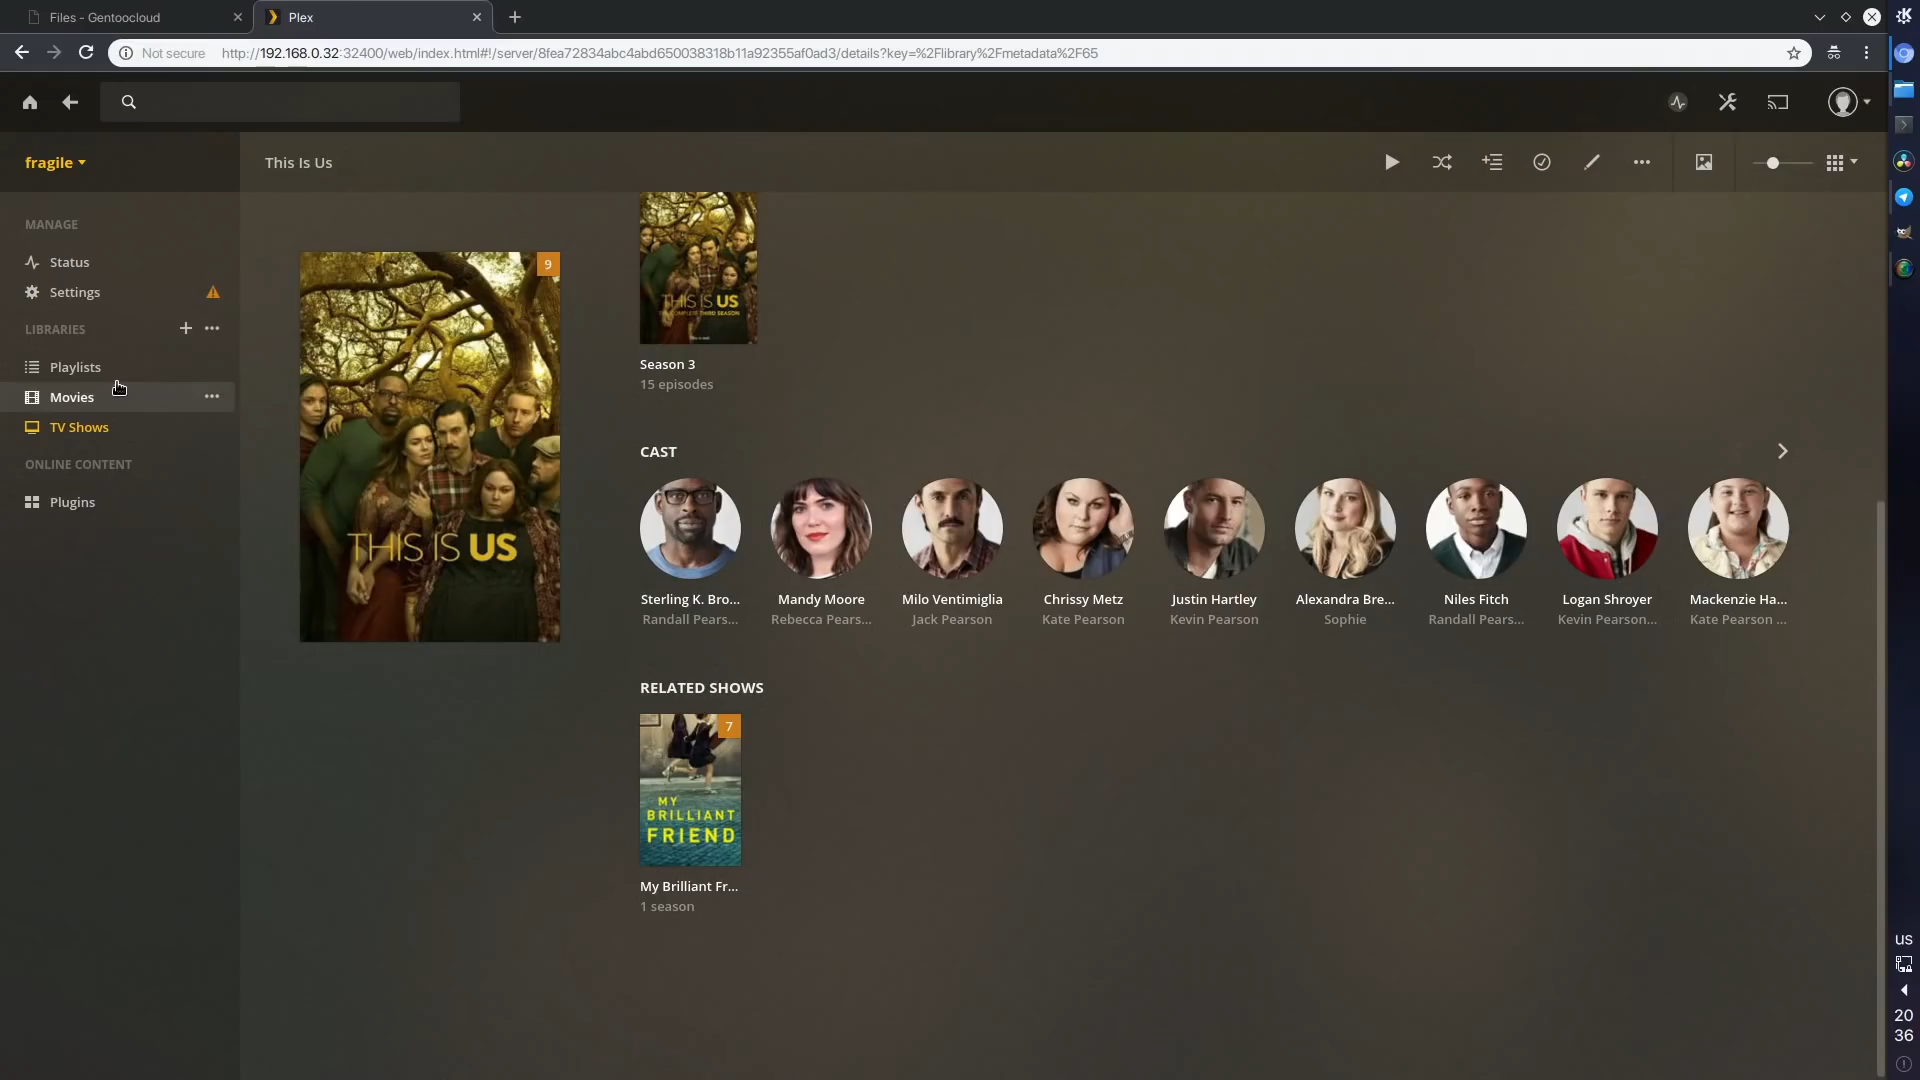 Files - Gentoocloud
Plex
Not secure
http://192.168.0.32:32400/web/index.html#!/server/8fea72834abc4abd650038318b11a92355af0ad3/details?key=%2Flibrary%2Fmetadata%2F65
fragile
This Is Us
MANAGE
Status
Settings
LIBRARIES
Playlists
Movies
TV Shows
ONLINE CONTENT
Plugins
9
THIS IS US
THIS IS US
THE COMPLETE THIRD SEASON
Season 3
15 episodes
CAST
Sterling K. Bro...
Randall Pears...
Mandy Moore
Rebecca Pears...
Milo Ventimiglia
Jack Pearson
Chrissy Metz
Kate Pearson
Justin Hartley
Kevin Pearson
Alexandra Bre...
Sophie
Niles Fitch
Randall Pears...
Logan Shroyer
Kevin Pearson...
Mackenzie Ha...
Kate Pearson ...
RELATED SHOWS
7
MY
BRILLIANT
FRIEND
My Brilliant Fr...
1 season
us
20
36